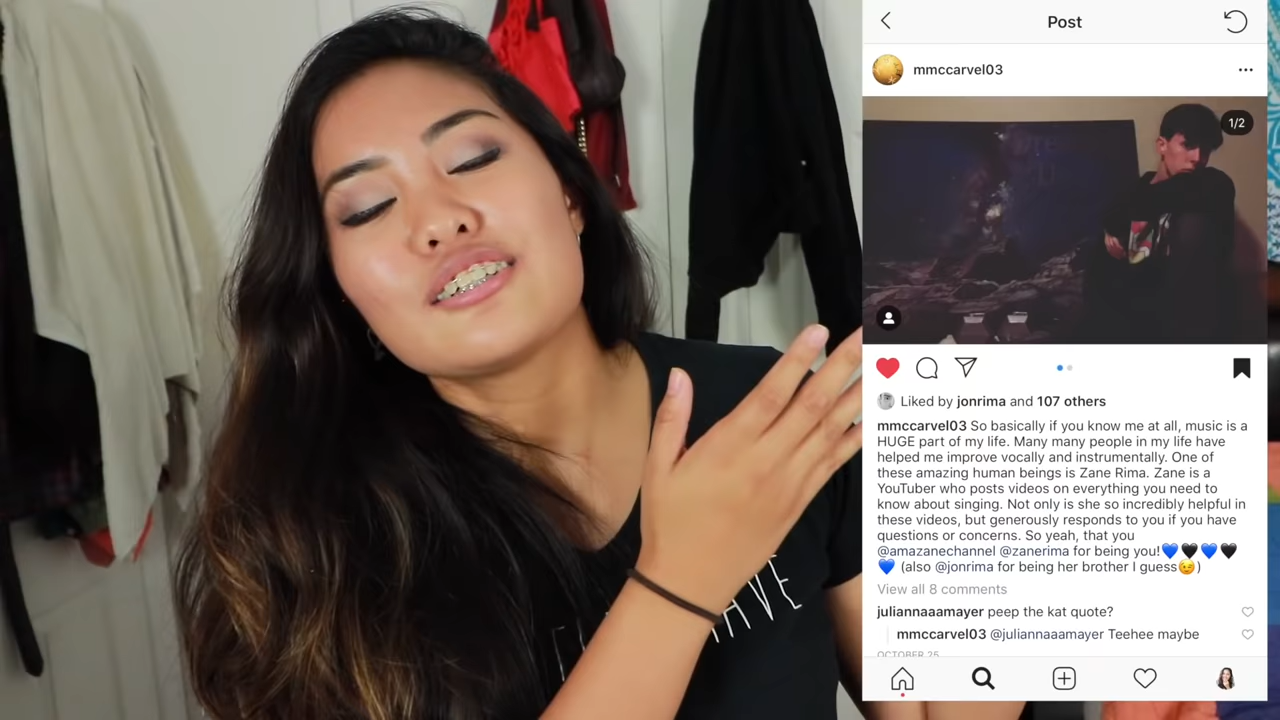 Post
mmccarvel03
1/2
Liked by jonrima and 107 others
mmccarvel03 So basically if you know me at all, music is a
HUGE part of my life. Many many people in my life have
helped me improve vocally and instrumentally. One of
these amazing human beings is Zane Rima. Zane is a
YouTuber who posts videos on everything you need to
know about singing. Not only is she so incredibly helpful in
these videos, but generously responds to you if you have
questions or concerns. So yeah, that you
@amazanechannel @zanerima for being you!💙🖤💙🖤
💙 (also @jonrima for being her brother I guess😉)
View all 8 comments
juliannaaamayer peep the kat quote?
mmccarvel03 @juliannaaamayer Teehee maybe
OCTOBER 25